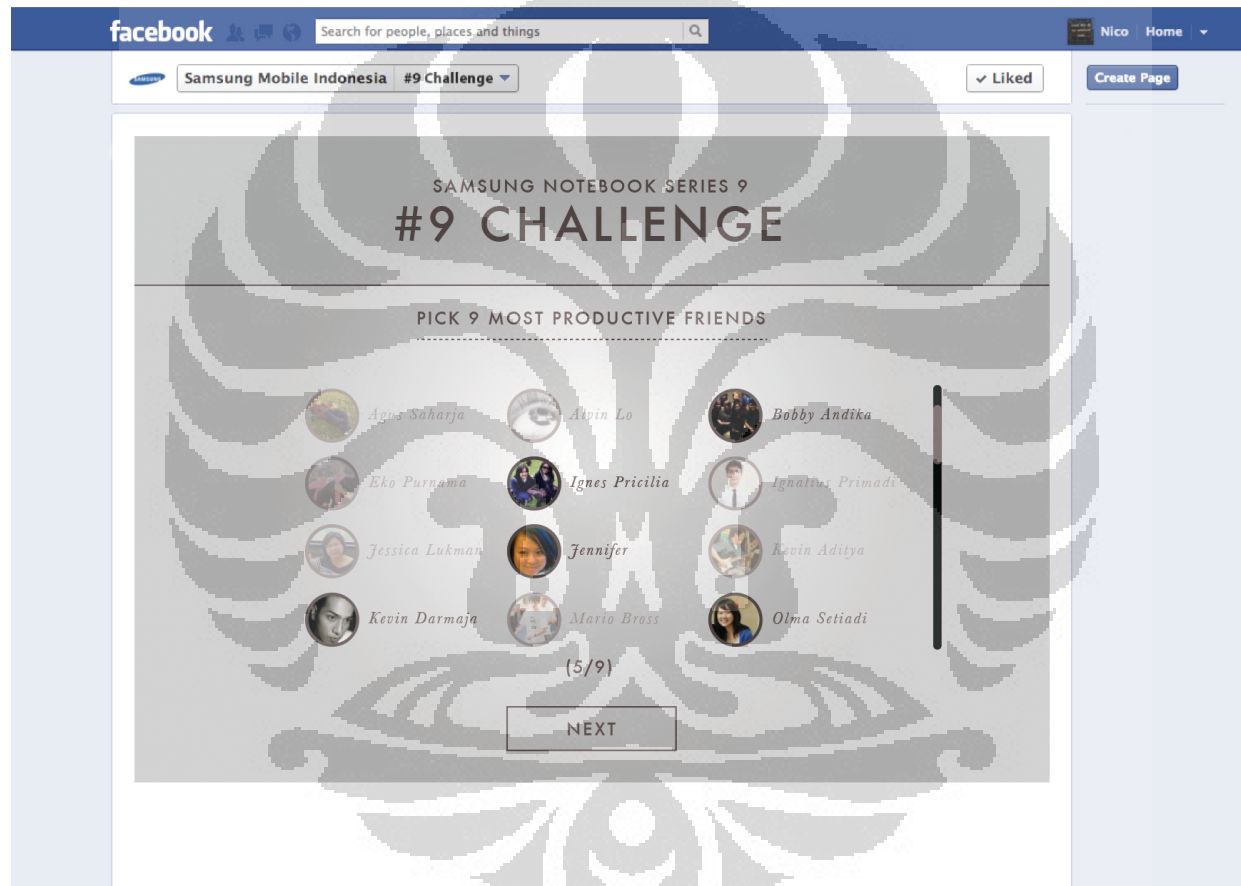 facebook Search for people, places and things Nico Home
SAMSUNG Samsung Mobile Indonesia #9 Challenge ✓ Liked Create Page
SAMSUNG NOTEBOOK SERIES 9
#9 CHALLENGE
PICK 9 MOST PRODUCTIVE FRIENDS
Agus Saharja Alvin Lo Bobby Andika
Eko Purnama Ignes Pricilia Ignatius Primadi
Jessica Lukman Jennifer Kevin Aditya
Kevin Darmaja Mario Bross Olma Setiadi
(5/9)
NEXT